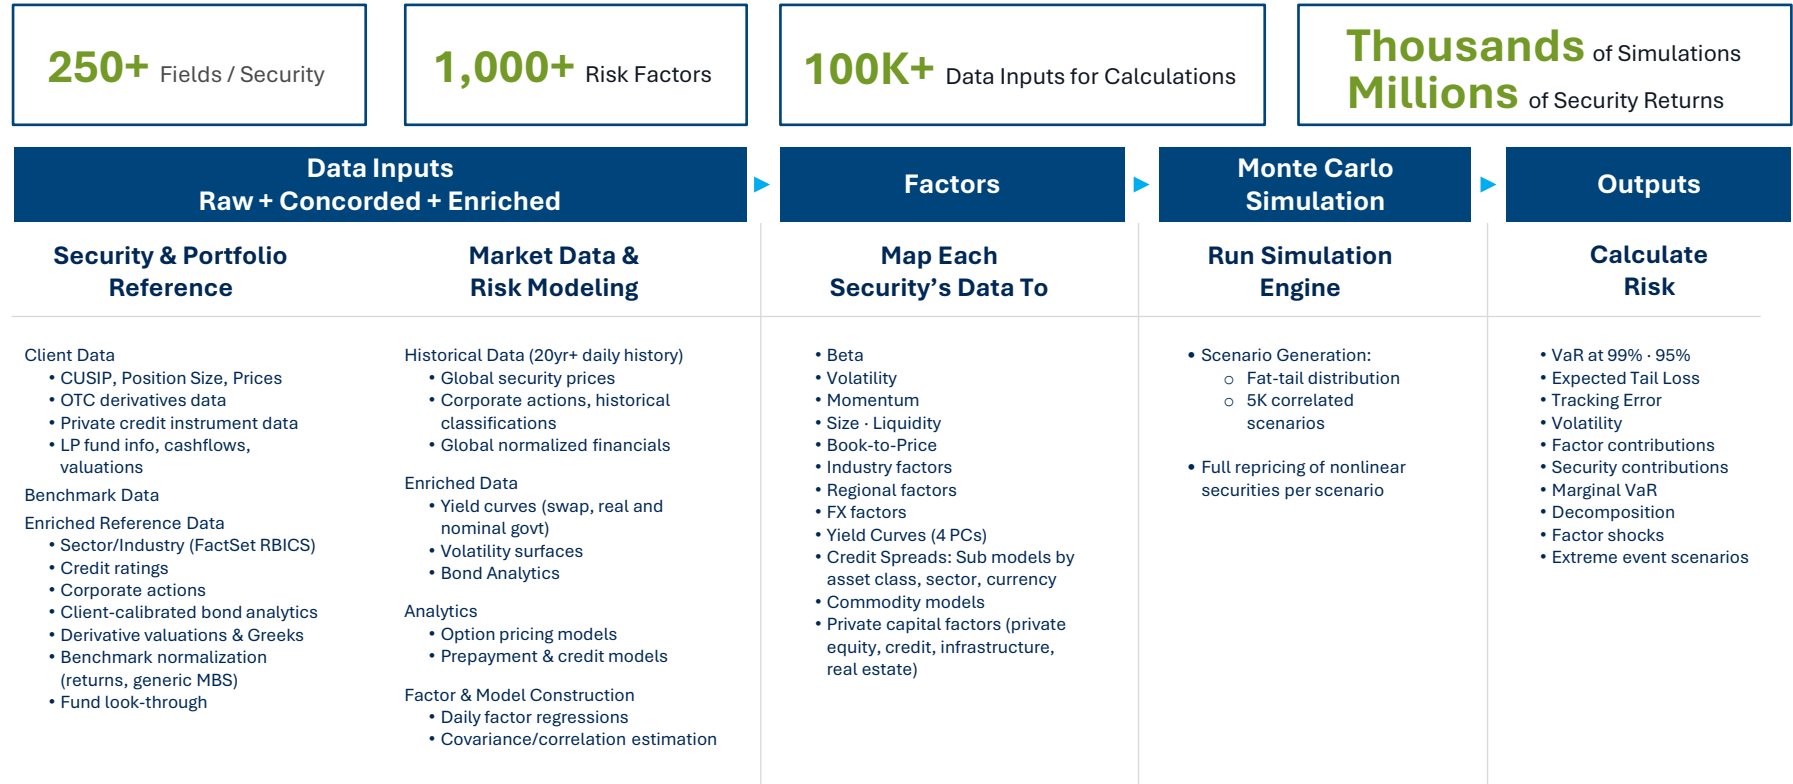 250+ Fields / Security
1,000+ Risk Factors
100K+ Data Inputs for Calculations
Thousands of Simulations
Millions of Security Returns
Data Inputs
Raw + Concorded + Enriched
Factors
Monte Carlo
Simulation
Outputs
Security & Portfolio
Reference
Market Data &
Risk Modeling
Map Each
Security’s Data To
Run Simulation
Engine
Calculate
Risk
Client Data
• CUSIP, Position Size, Prices
• OTC derivatives data
• Private credit instrument data
• LP fund info, cashflows,
valuations
Benchmark Data
Enriched Reference Data
• Sector/Industry (FactSet RBICS)
• Credit ratings
• Corporate actions
• Client-calibrated bond analytics
• Derivative valuations & Greeks
• Benchmark normalization
(returns, generic MBS)
• Fund look-through
Historical Data (20yr+ daily history)
• Global security prices
• Corporate actions, historical
classifications
• Global normalized financials
Enriched Data
• Yield curves (swap, real and
nominal govt)
• Volatility surfaces
• Bond Analytics
Analytics
• Option pricing models
• Prepayment & credit models
Factor & Model Construction
• Daily factor regressions
• Covariance/correlation estimation
• Beta
• Volatility
• Momentum
• Size · Liquidity
• Book-to-Price
• Industry factors
• Regional factors
• FX factors
• Yield Curves (4 PCs)
• Credit Spreads: Sub models by
asset class, sector, currency
• Commodity models
• Private capital factors (private
equity, credit, infrastructure,
real estate)
• Scenario Generation:
o Fat-tail distribution
o 5K correlated
scenarios
• Full repricing of nonlinear
securities per scenario
• VaR at 99% · 95%
• Expected Tail Loss
• Tracking Error
• Volatility
• Factor contributions
• Security contributions
• Marginal VaR
• Decomposition
• Factor shocks
• Extreme event scenarios